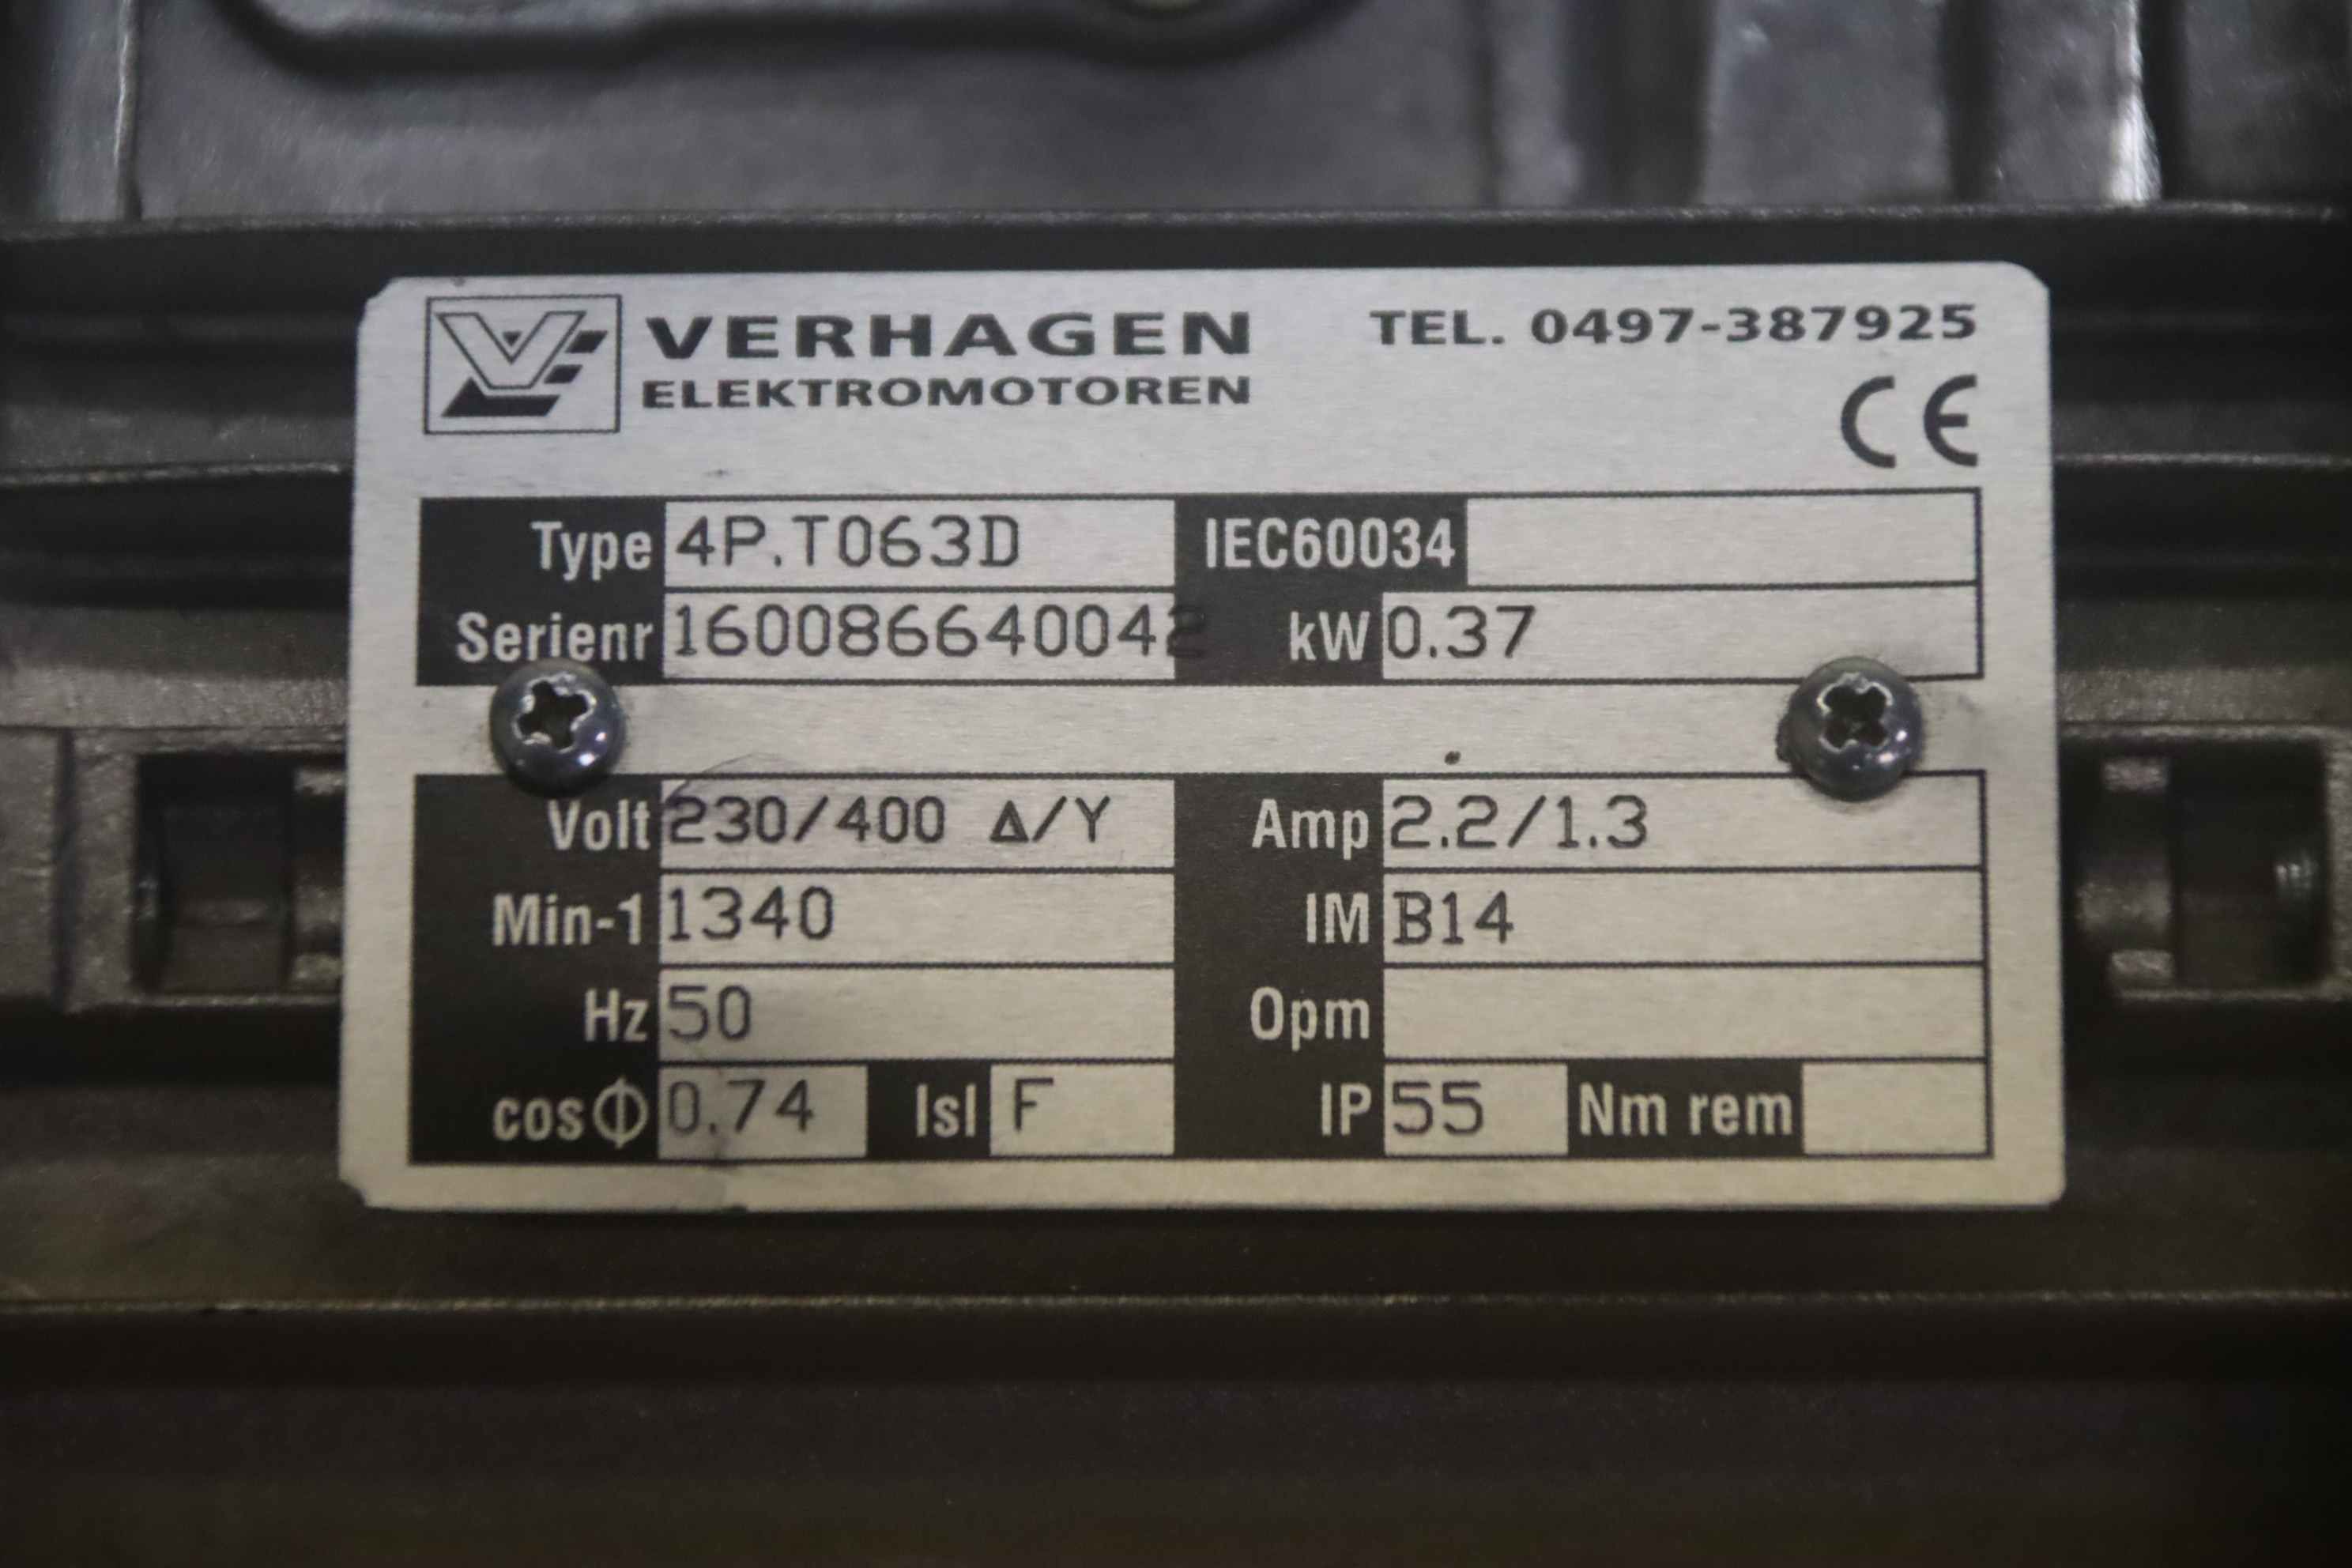 VERHAGEN TEL. 0497-387925
ELEKTROMOTOREN
CE
Type 4P.T063D IEC60034
Serienr 160086640042 kW 0.37
Volt 230/400 Δ/Y Amp 2.2/1.3
Min-1 1340 IM B14
Hz 50 Opm
cosϕ 0.74 Isl F IP 55 Nm rem